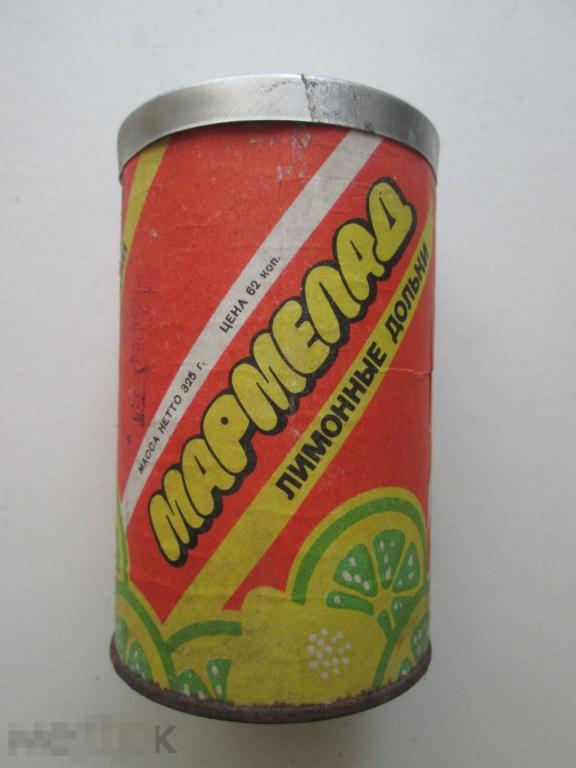 МАССА НЕТТО 325 г. ЦЕНА 62 коп.
МАРМЕЛАД
ЛИМОННЫЕ ДОЛЬКИ